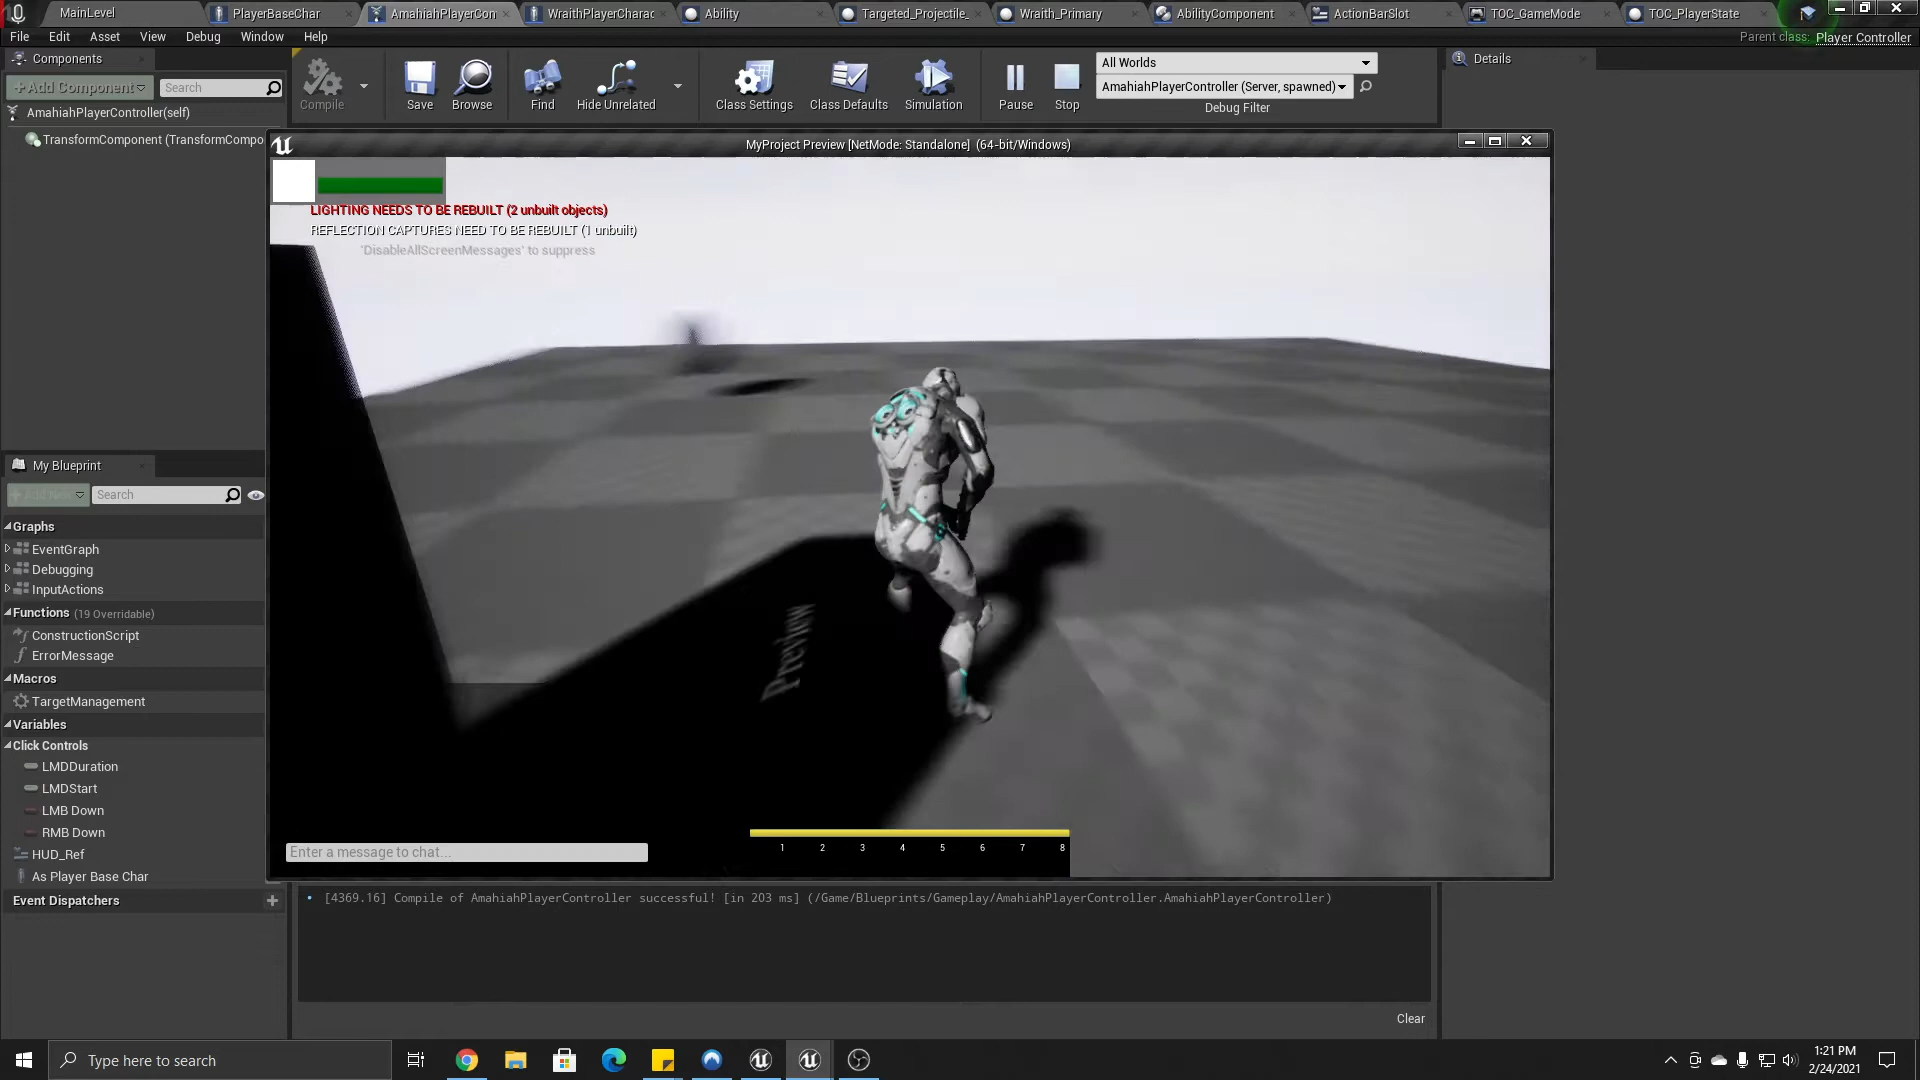 MainLevel
PlayerBaseChar
AmahiahPlayerCon
WraithPlayerCharac
Ability
Targeted_Projectile_
Wraith_Primary
AbilityComponent
ActionBarSlot
TOC_GameMode
TOC_PlayerState
File Edit Asset View Debug Window Help
Parent class: Player Controller
Components
+Add Component
Search
AmahiahPlayerController(self)
TransformComponent (TransformCompo
Compile
Save
Browse
Find
Hide Unrelated
Class Settings
Class Defaults
Simulation
Pause
Stop
All Worlds
AmahiahPlayerController (Server, spawned)
Debug Filter
Details
MyProject Preview [NetMode: Standalone] (64-bit/Windows)
LIGHTING NEEDS TO BE REBUILT (2 unbuilt objects)
REFLECTION CAPTURES NEED TO BE REBUILT (1 unbuilt)
'DisableAllScreenMessages' to suppress
Preview
Enter a message to chat...
1 2 3 4 5 6 7 8
My Blueprint
+Add New
Search
Graphs
EventGraph
Debugging
InputActions
Functions (19 Overridable)
ConstructionScript
ErrorMessage
Macros
TargetManagement
Variables
Click Controls
LMDDuration
LMDStart
LMB Down
RMB Down
HUD_Ref
As Player Base Char
Event Dispatchers
[4369.16] Compile of AmahiahPlayerController successful! [in 203 ms] (/Game/Blueprints/Gameplay/AmahiahPlayerController.AmahiahPlayerController)
Clear
Type here to search
1:21 PM
2/24/2021